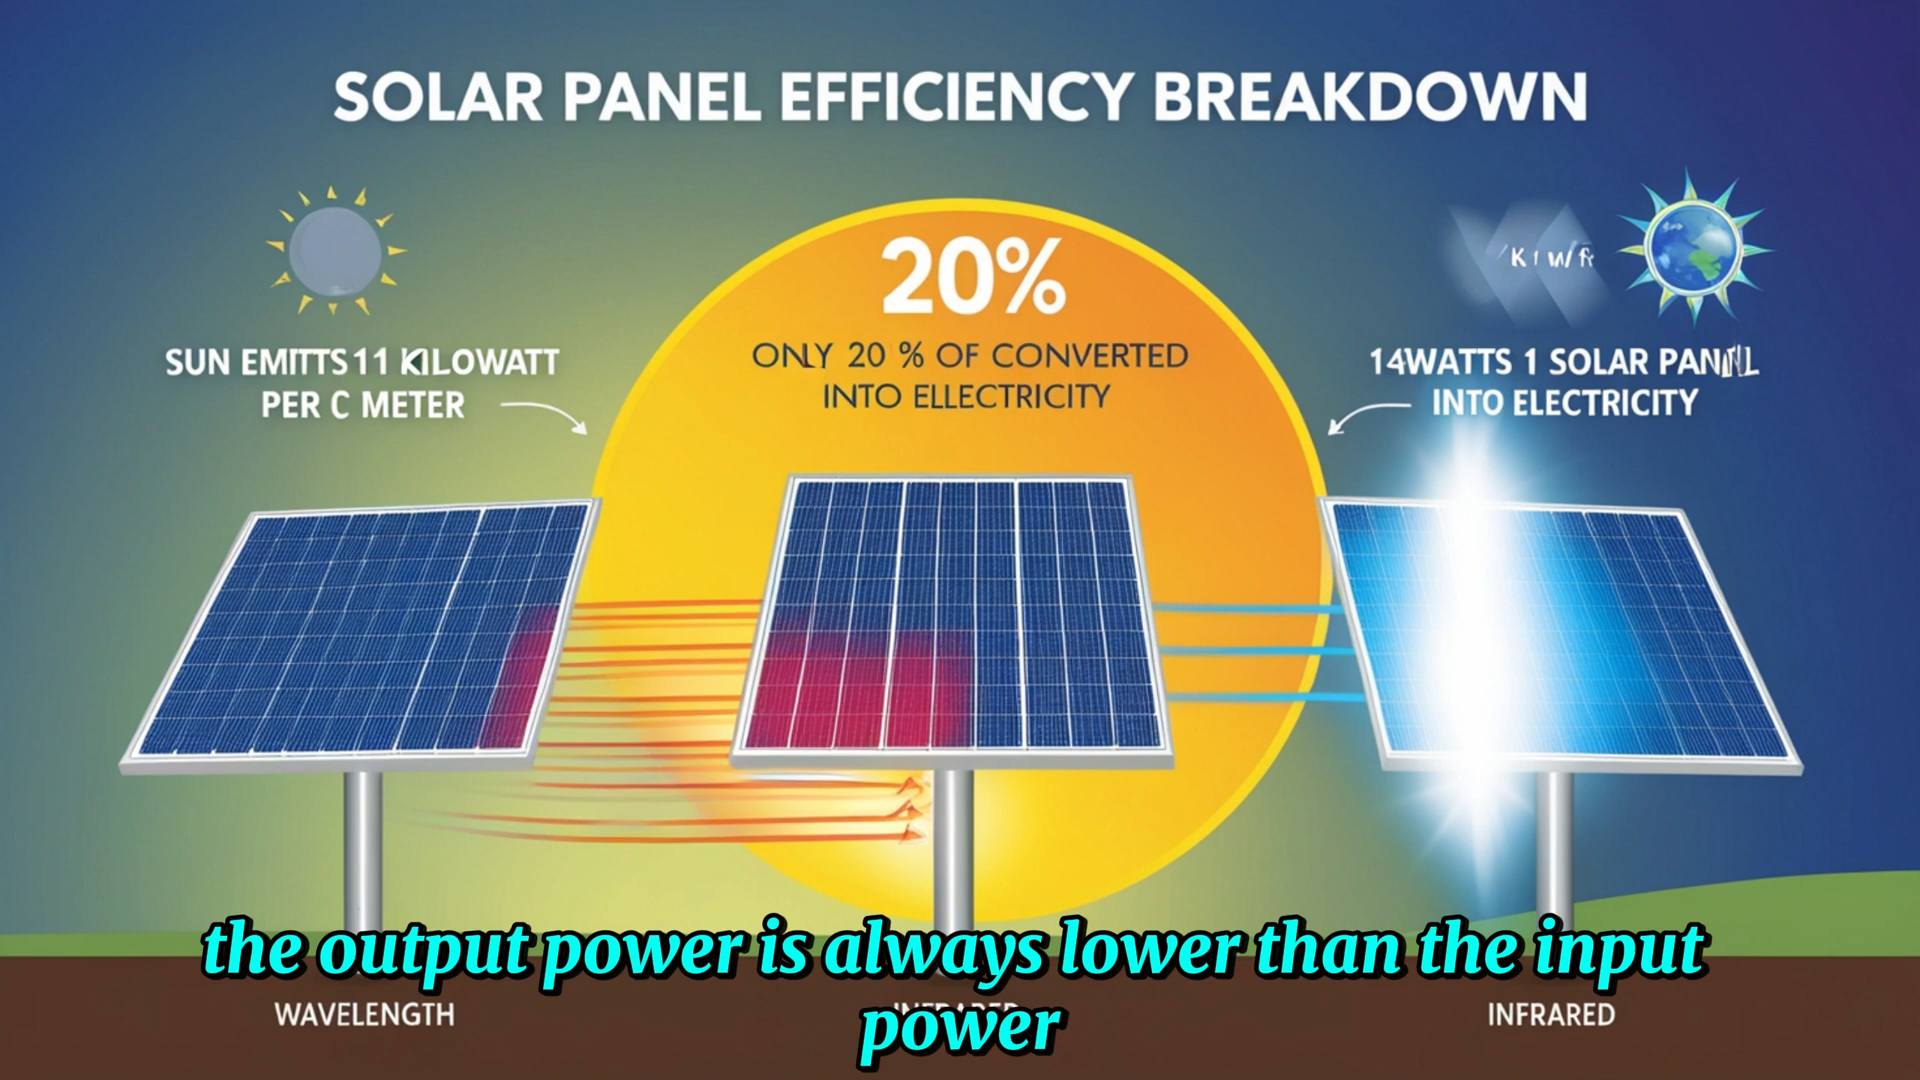 SOLAR PANEL EFFICIENCY BREAKDOWN
20%
ONLY 20 % OF CONVERTED
INTO ELLECTRICITY
SUN EMITTS 11 KILOWATT
PER C METER
14WATTS 1 SOLAR
INTO ELECTRICITY
the output power is always lower than the input
power
WAVELENGTH
INFRARED